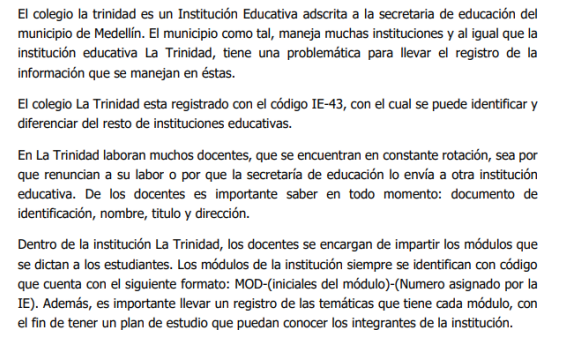 El colegio la trinidad es un Institución Educativa adscrita a la secretaria de educación del
municipio de Medellín. El municipio como tal, maneja muchas instituciones y al igual que la
institución educativa La Trinidad, tiene una problemática para llevar el registro de la
información que se manejan en éstas.
El colegio La Trinidad esta registrado con el código IE-43, con el cual se puede identificar y
diferenciar del resto de instituciones educativas.
En La Trinidad laboran muchos docentes, que se encuentran en constante rotación, sea por
que renuncian a su labor o por que la secretaría de educación lo envía a otra institución
educativa. De los docentes es importante saber en todo momento: documento de
identificación, nombre, titulo y dirección.
Dentro de la institución La Trinidad, los docentes se encargan de impartir los módulos que
se dictan a los estudiantes. Los módulos de la institución siempre se identifican con código
que cuenta con el siguiente formato: MOD-(iniciales del módulo)-(Numero asignado por la
IE). Además, es importante llevar un registro de las temáticas que tiene cada módulo, con
el fin de tener un plan de estudio que puedan conocer los integrantes de la institución.